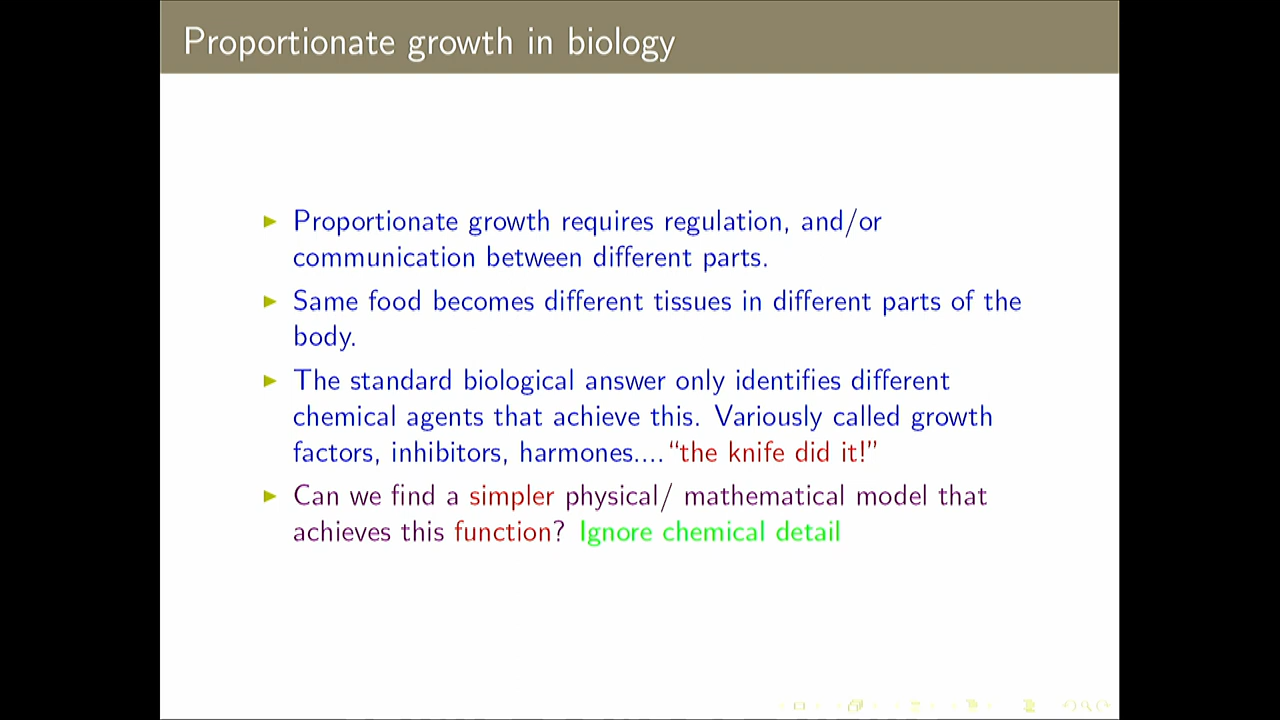 Proportionate growth in biology
Proportionate growth requires regulation, and/or
communication between different parts.
Same food becomes different tissues in different parts of the
body.
The standard biological answer only identifies different
chemical agents that achieve this. Variously called growth
factors, inhibitors, harmones.... “the knife did it!”
Can we find a simpler physical/ mathematical model that
achieves this function? Ignore chemical detail